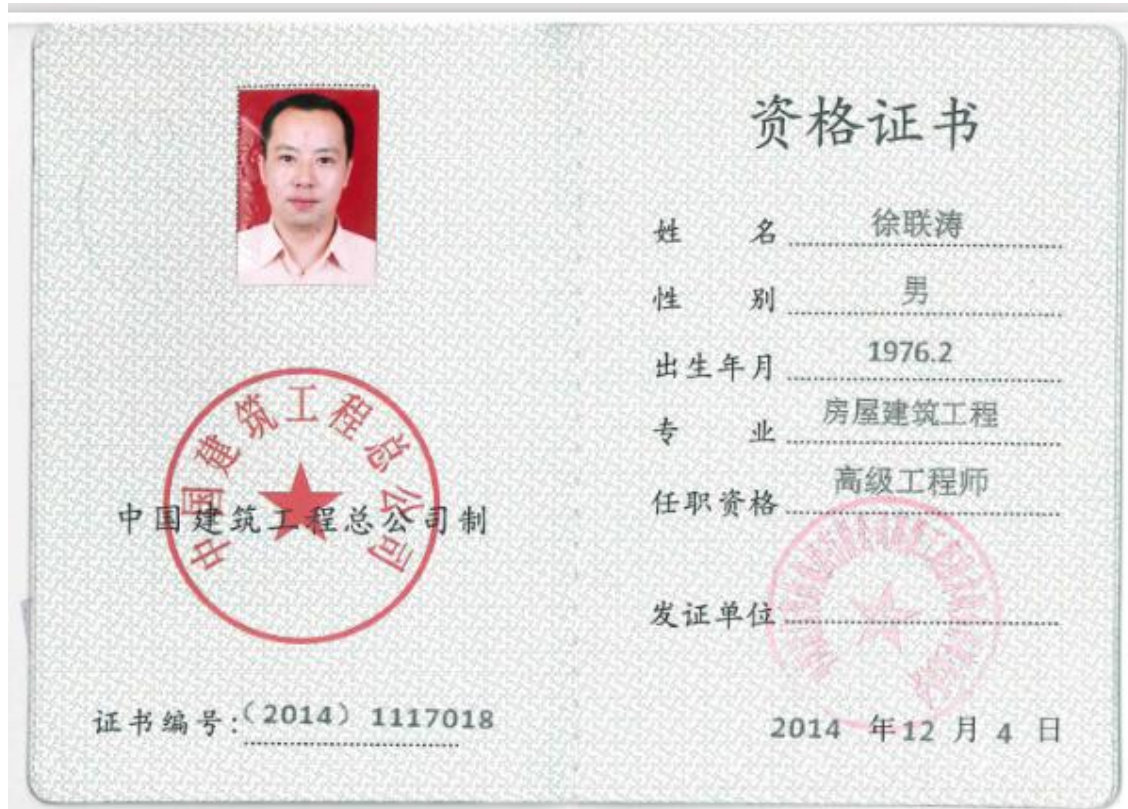 中国建筑工程总公司
中国建筑工程总公司制
证书编号:(2014) 1117018
资格证书
姓 名 徐联涛
性 别 男
出生年月 1976.2
专 业 房屋建筑工程
任职资格 高级工程师
发证单位
2014 年 12 月 4 日